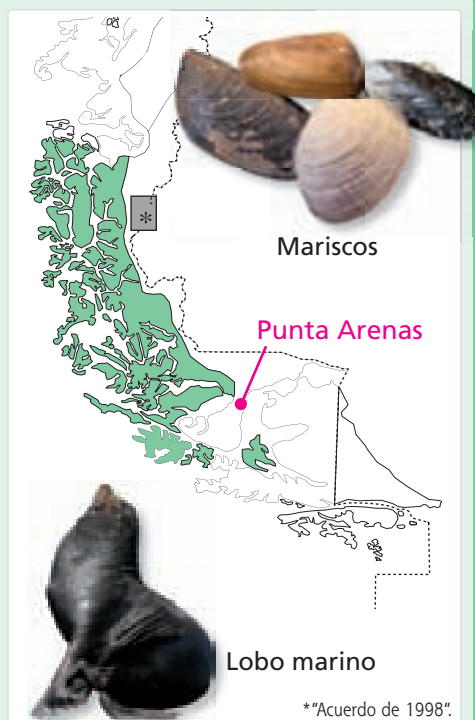 Mariscos
*
Punta Arenas
Lobo marino
*"Acuerdo de 1998".